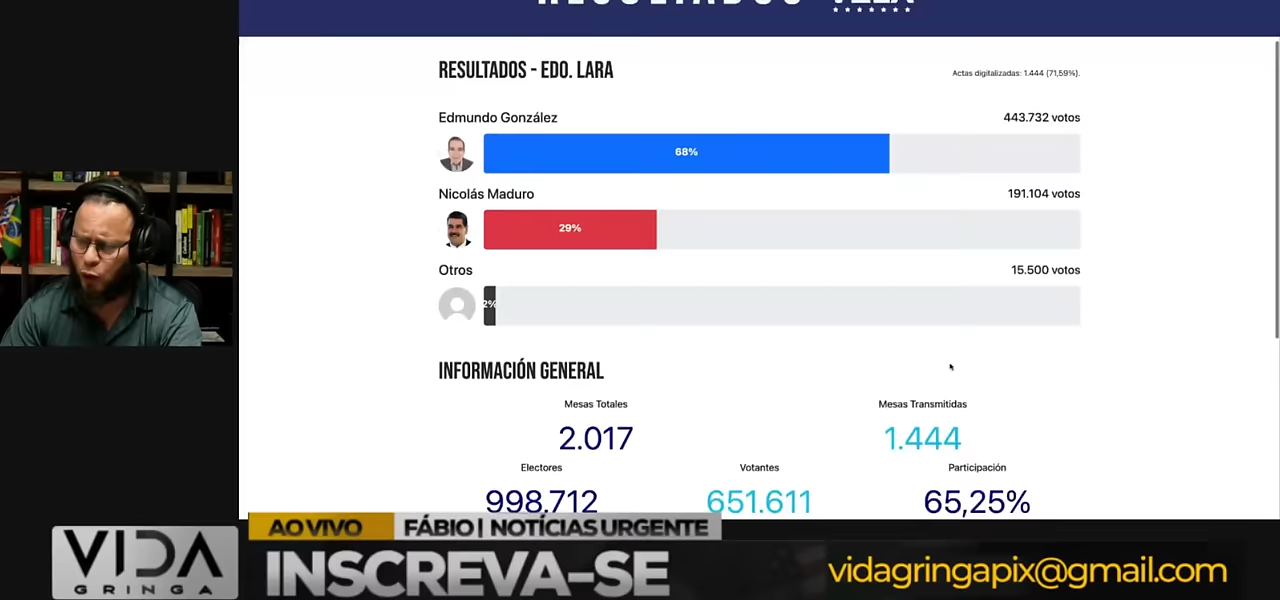 RESULTADOS
RESULTADOS - EDO. LARA
Actas digitalizadas: 1.444 (71,59%).
Edmundo González
443.732 votos
68%
Nicolás Maduro
191.104 votos
29%
Otros
15.500 votos
2%
INFORMACIÓN GENERAL
Mesas Totales
Mesas Transmitidas
2.017
1.444
Electores
Votantes
Participación
998.712
651.611
65,25%
AO VIVO
FÁBIO | NOTÍCIAS URGENTE
VIDA
GRINGA
INSCREVA-SE
vidagringapix@gmail.com